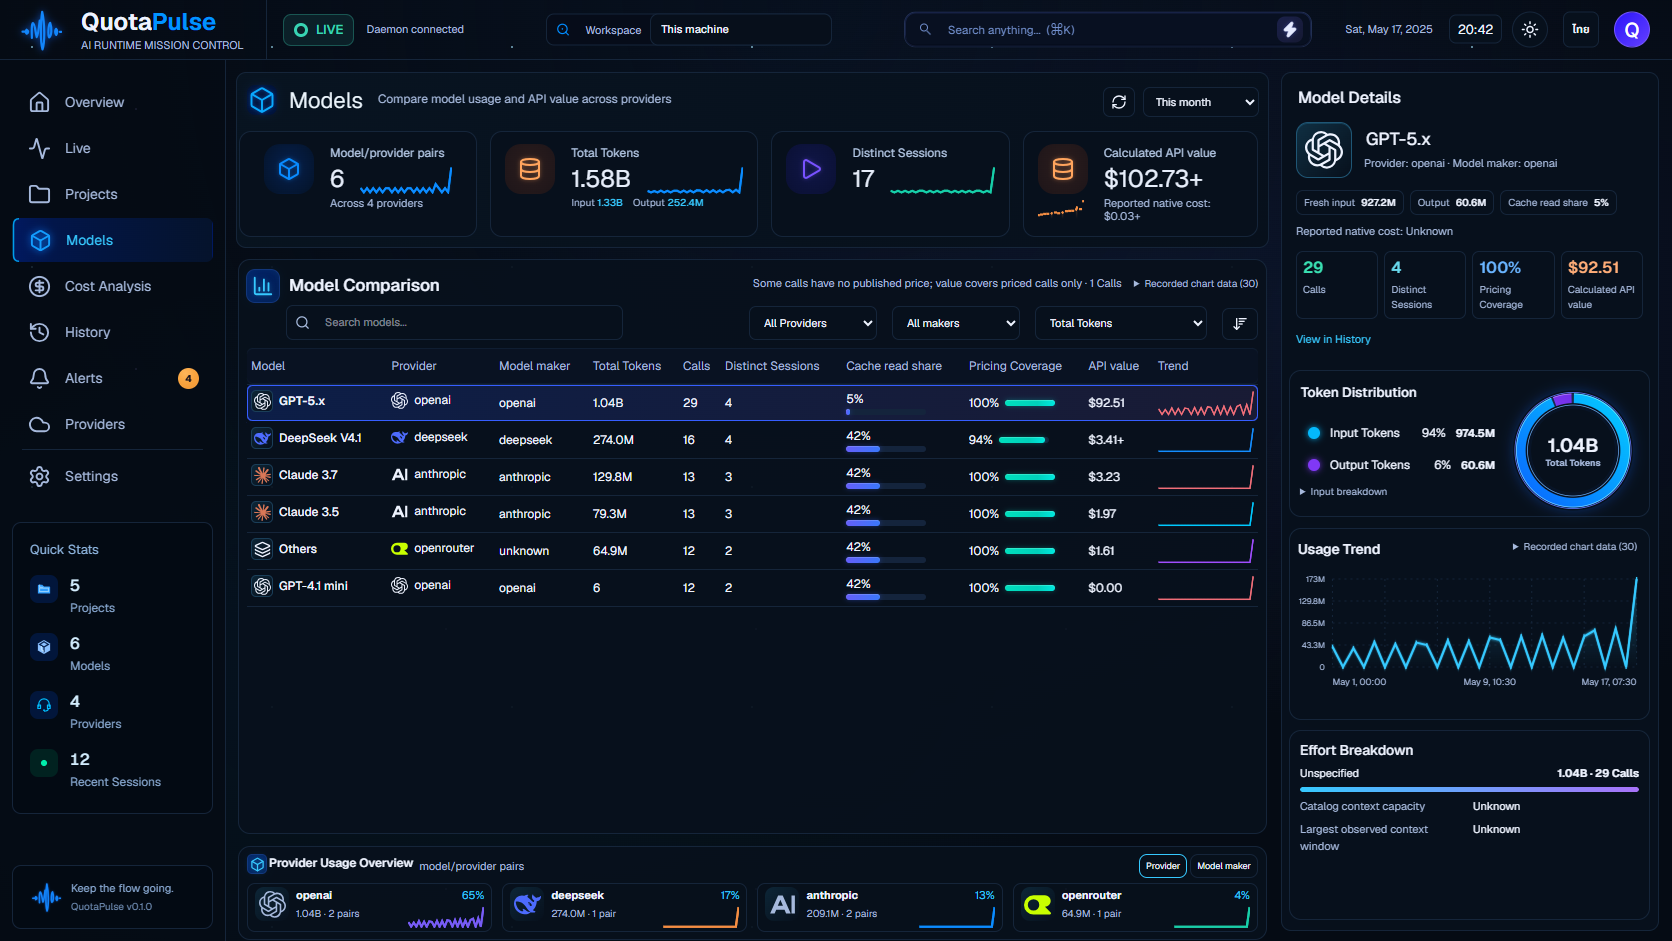 QuotaPulse
AI RUNTIME MISSION CONTROL
LIVE
Daemon connected
Workspace
This machine
Search anything... (⌘K)
Sat, May 17, 2025
20:42
ไทย
Q
Overview
Live
Projects
Models
Cost Analysis
History
Alerts
4
Providers
Settings
Quick Stats
5
Projects
6
Models
4
Providers
12
Recent Sessions
Keep the flow going.
QuotaPulse v0.1.0
Models
Compare model usage and API value across providers
This month
Model/provider pairs
6
Across 4 providers
Total Tokens
1.58B
Input 1.33B Output 252.4M
Distinct Sessions
17
Calculated API value
$102.73+
Reported native cost:
$0.03+
Model Comparison
Some calls have no published price; value covers priced calls only · 1 Calls
Recorded chart data (30)
Search models...
All Providers
All makers
Total Tokens
Model Provider Model maker Total Tokens Calls Distinct Sessions Cache read share Pricing Coverage API value Trend
GPT-5.x openai openai 1.04B 29 4 5% 100% $92.51
DeepSeek V4.1 deepseek deepseek 274.0M 16 4 42% 94% $3.41+
Claude 3.7 AI anthropic anthropic 129.8M 13 3 42% 100% $3.23
Claude 3.5 AI anthropic anthropic 79.3M 13 3 42% 100% $1.97
Others openrouter unknown 64.9M 12 2 42% 100% $1.61
GPT-4.1 mini openai openai 6 12 2 42% 100% $0.00
Provider Usage Overview
model/provider pairs
Provider
Model maker
openai 65%
1.04B · 2 pairs
deepseek 17%
274.0M · 1 pair
AI
anthropic 13%
209.1M · 2 pairs
openrouter 4%
64.9M · 1 pair
Model Details
GPT-5.x
Provider: openai · Model maker: openai
Fresh input 927.2M
Output 60.6M
Cache read share 5%
Reported native cost: Unknown
29
Calls
4
Distinct
Sessions
100%
Pricing
Coverage
$92.51
Calculated API
value
View in History
Token Distribution
Input Tokens 94% 974.5M
Output Tokens 6% 60.6M
Input breakdown
1.04B
Total Tokens
Usage Trend
Recorded chart data (30)
173M
129.8M
86.5M
43.3M
0
May 1, 00:00
May 9, 10:30
May 17, 07:30
Effort Breakdown
Unspecified 1.04B · 29 Calls
Catalog context capacity Unknown
Largest observed context
window
Unknown